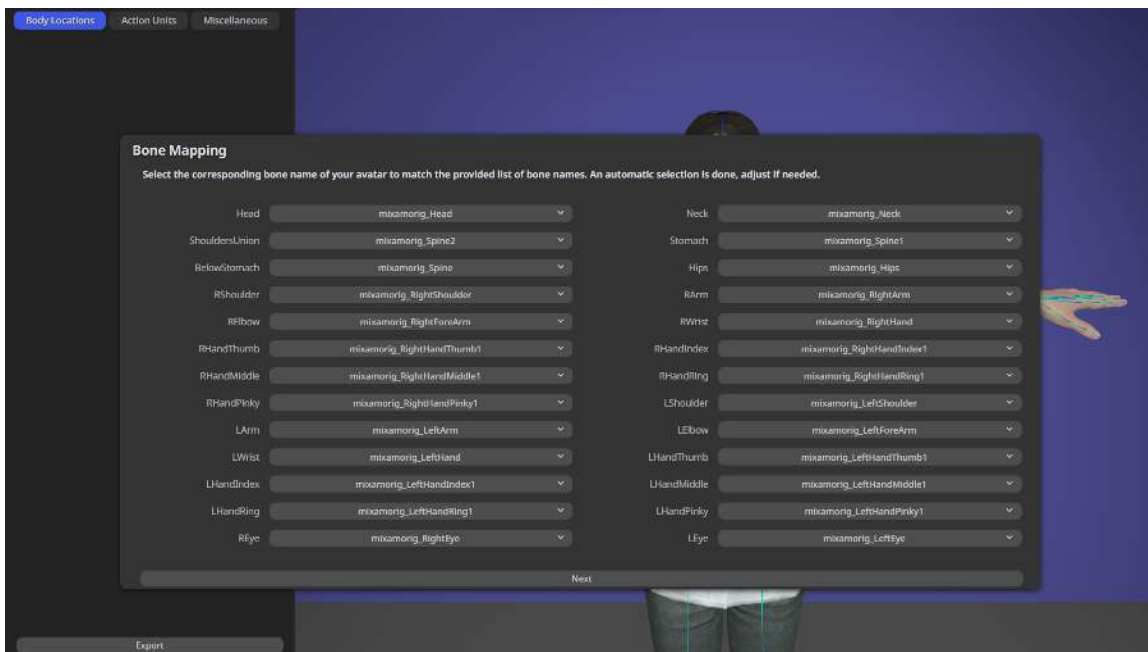 Body Locations Action Units Miscellaneous
Bone Mapping
Select the corresponding bone name of your avatar to match the provided list of bone names. An automatic selection is done, adjust if needed.
Head mixamorig_Head Neck mixamorig_Neck
ShouldersUnion mixamorig_Spine2 Stomach mixamorig_Spine1
BelowStomach mixamorig_Spine Hips mixamorig_Hips
RShoulder mixamorig_RightShoulder RArm mixamorig_RightArm
RElbow mixamorig_RightForeArm RWrist mixamorig_RightHand
RHandThumb mixamorig_RightHandThumb1 RHandIndex mixamorig_RightHandIndex1
RHandMiddle mixamorig_RightHandMiddle1 RHandRing mixamorig_RightHandRing1
RHandPinky mixamorig_RightHandPinky1 LShoulder mixamorig_LeftShoulder
LArm mixamorig_LeftArm LElbow mixamorig_LeftForeArm
LWrist mixamorig_LeftHand LHandThumb mixamorig_LeftHandThumb1
LHandIndex mixamorig_LeftHandIndex1 LHandMiddle mixamorig_LeftHandMiddle1
LHandRing mixamorig_LeftHandRing1 LHandPinky mixamorig_LeftHandPinky1
REye mixamorig_RightEye LEye mixamorig_LeftEye
Next
Export